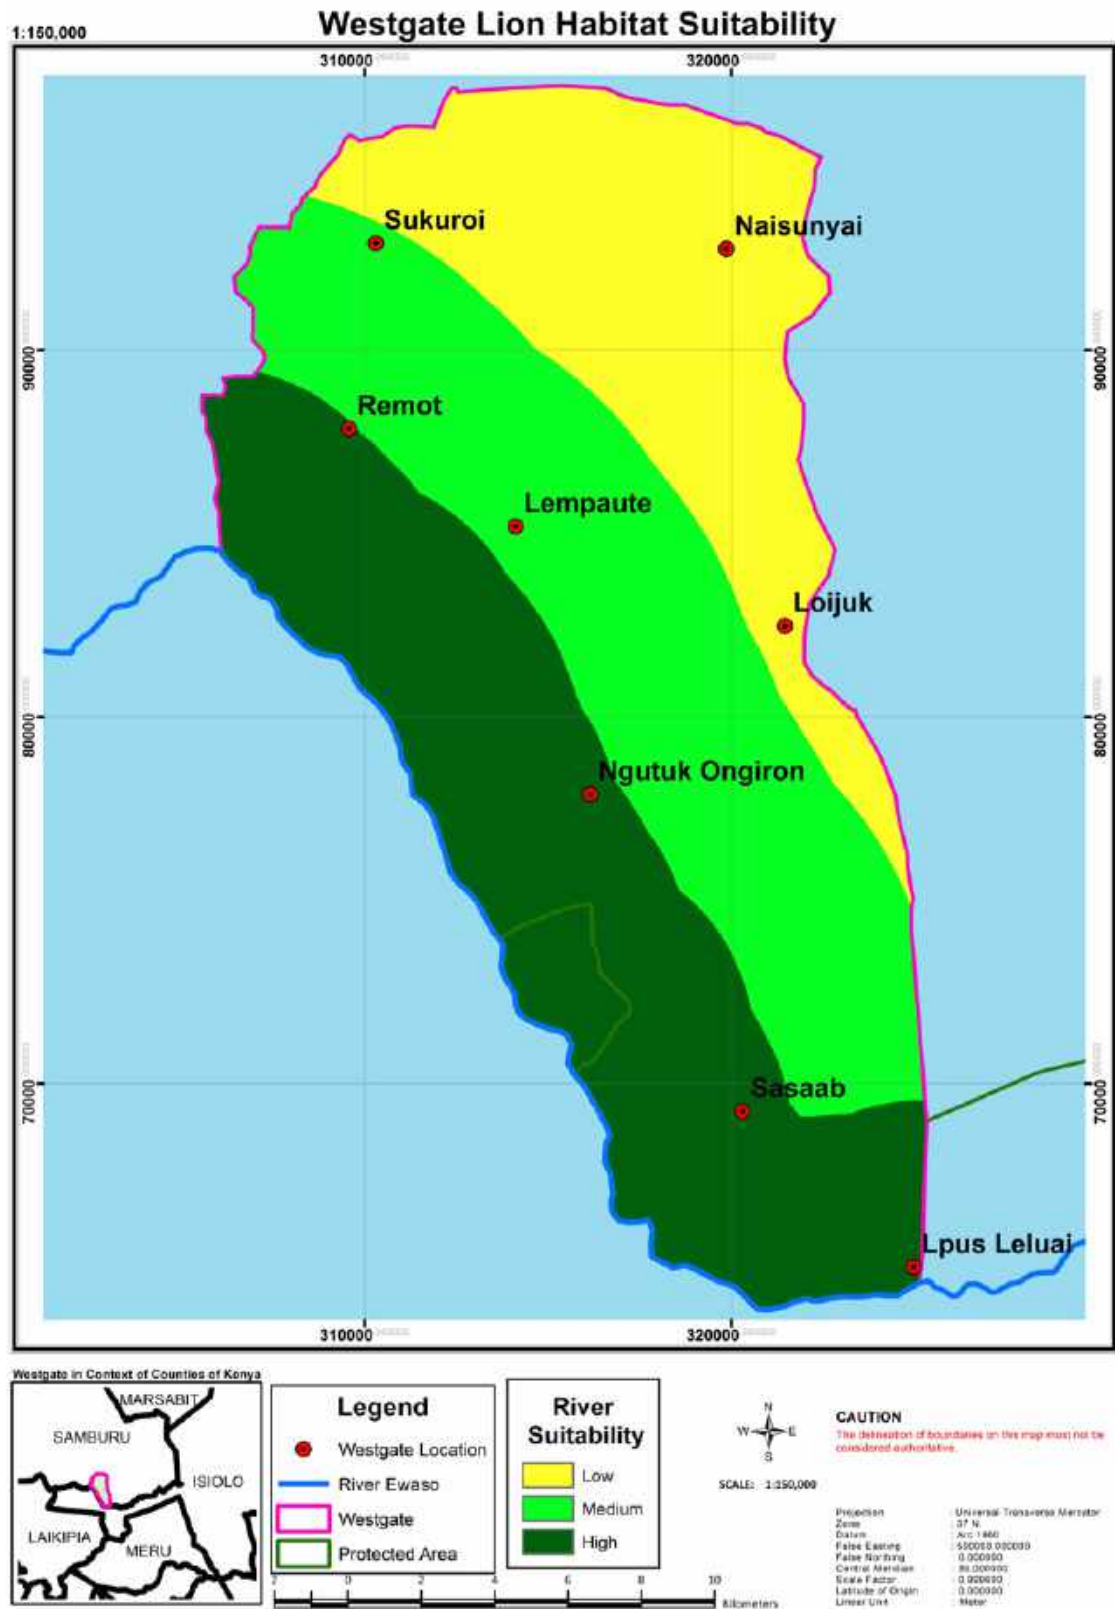 Westgate Lion Habitat Suitability
1:150,000
310000 320000
Sukuroi
Naisunyai
90000 90000
Remot
Lempaute
Loijuk
80000 80000
Ngutuk Ongiron
70000 70000
Sasaab
Lpus Leluai
310000 320000
Westgate in Context of Counties of Kenya
MARSABIT
SAMBURU
ISIOLO
LAIKIPIA
MERU
Legend
Westgate Location
River Ewaso
Westgate
Protected Area
River
Suitability
Low
Medium
High
N
W E
S
SCALE: 1:150,000
CAUTION
The delineation of boundaries on this map must not be
considered authoritative.
Projection : Universal Transverse Mercator
Zone : 37 N
Datum : Arc 1960
False Easting : 500000.000000
False Northing : 0.000000
Central Meridian
Scale Factor
Latitude of Origin : 0.000000
Linear Unit : Meter
2 0 2 4 6 8 10
Kilometers